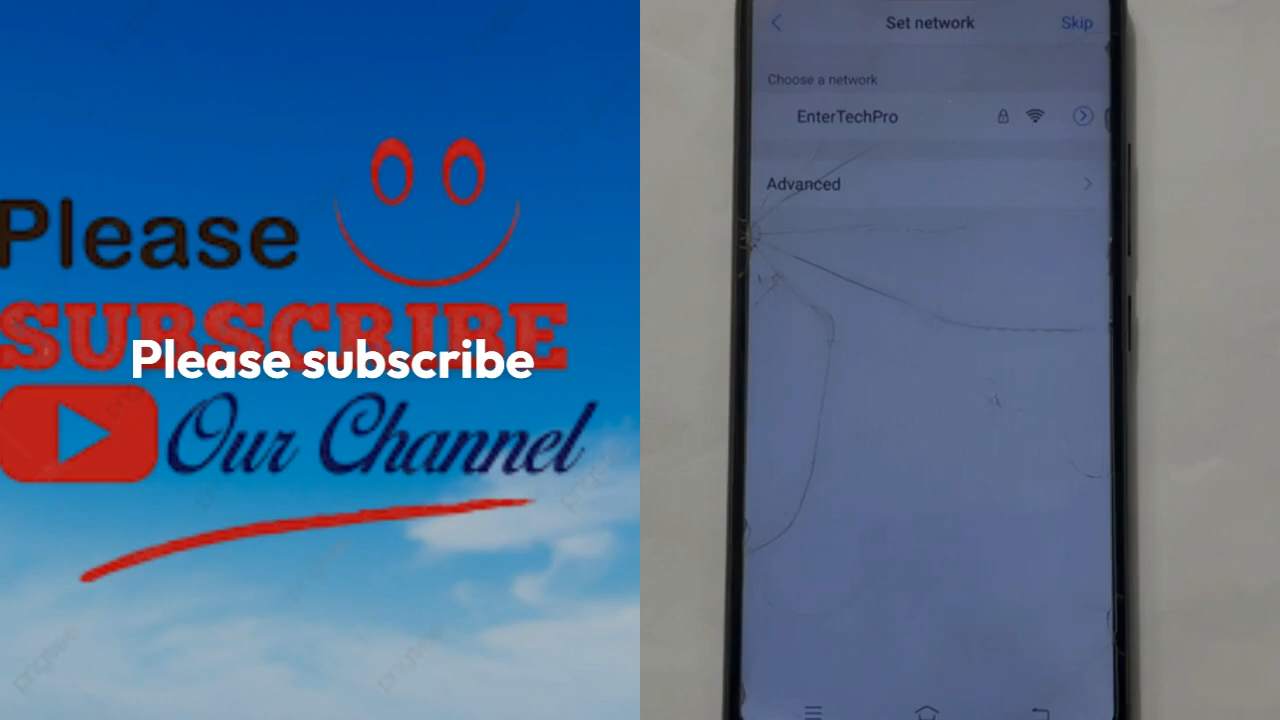 Please
SUBSCRIBE
Please subscribe
Our Channel
Set network
Skip
Choose a network
EnterTechPro
Advanced